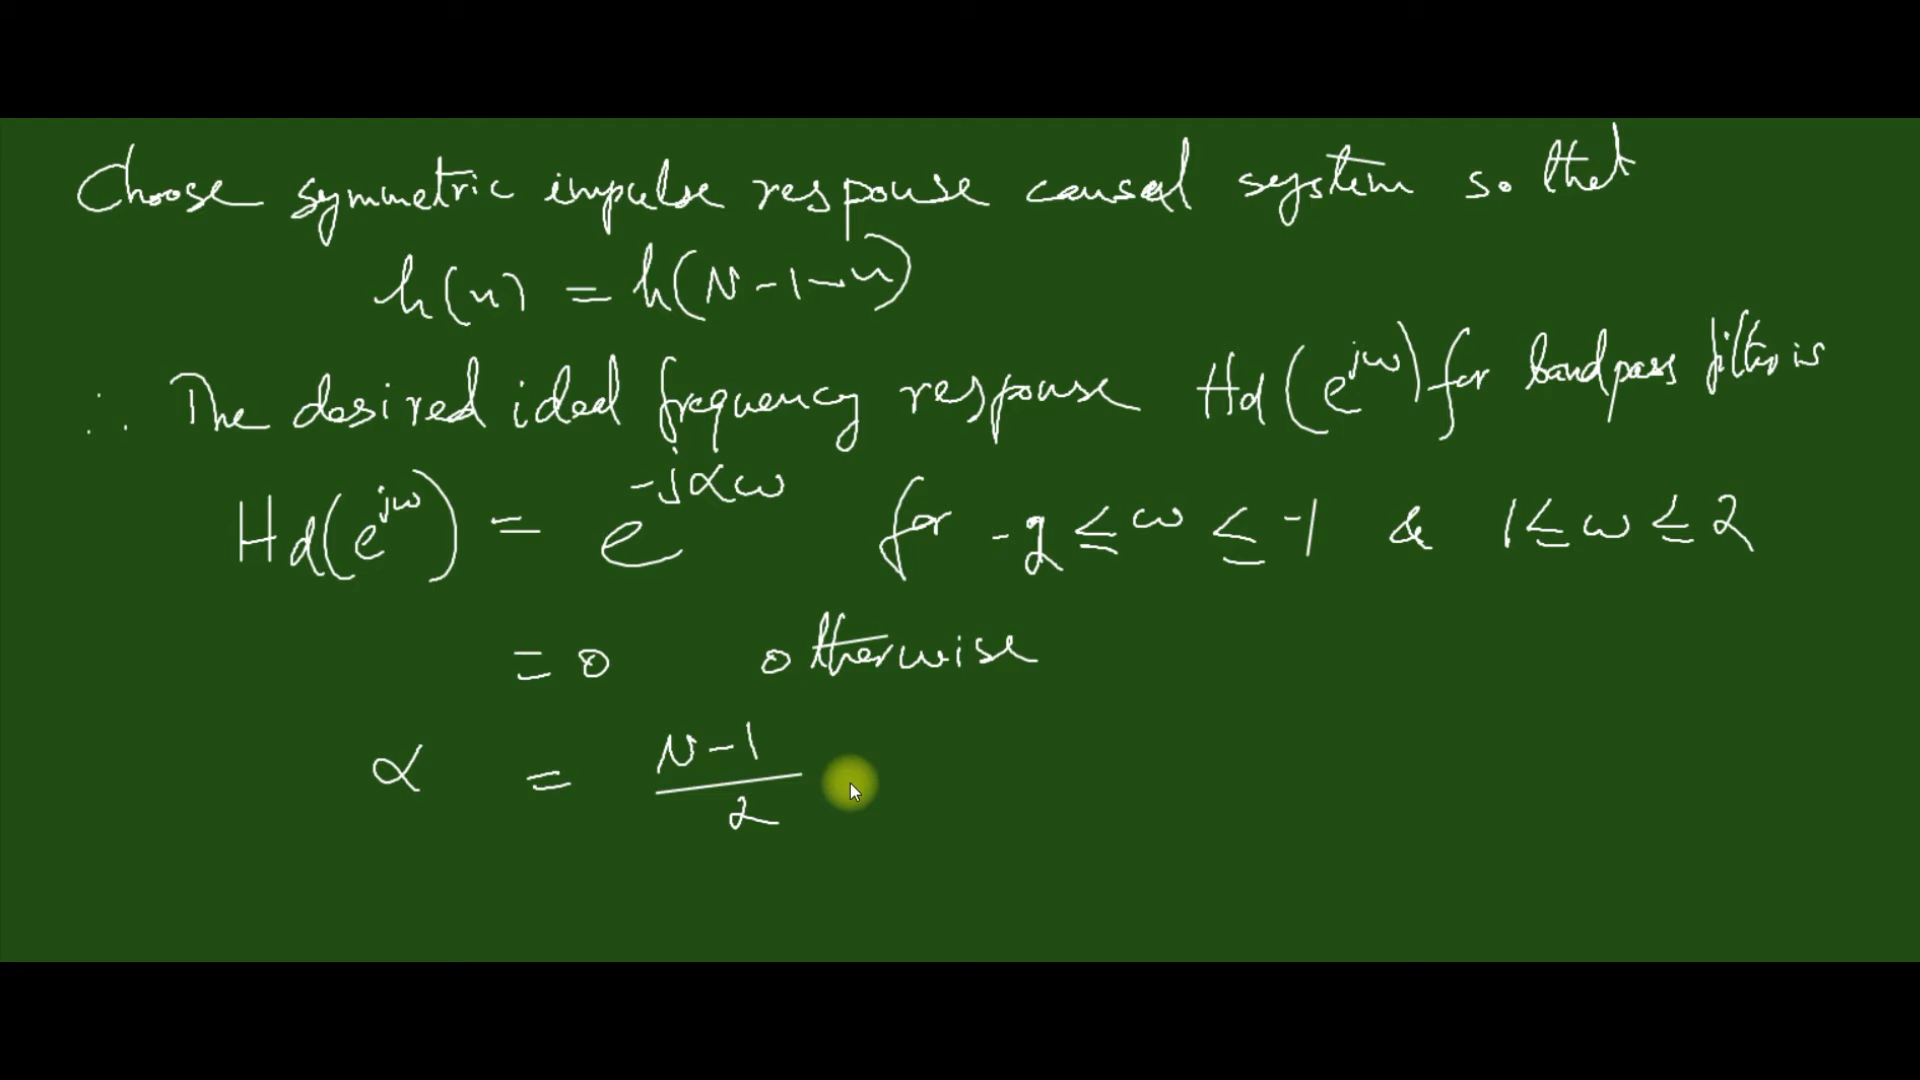 Choose symmetric impulse response causal system so that
h(n) = h(N-1-n)
∴ The desired ideal frequency response Hd(e^jω) for bandpass filter is
Hd(e^jω) = e^-jαω for -2 ≤ ω ≤ -1 & 1 ≤ ω ≤ 2
= 0 otherwise
α = (N-1)/2